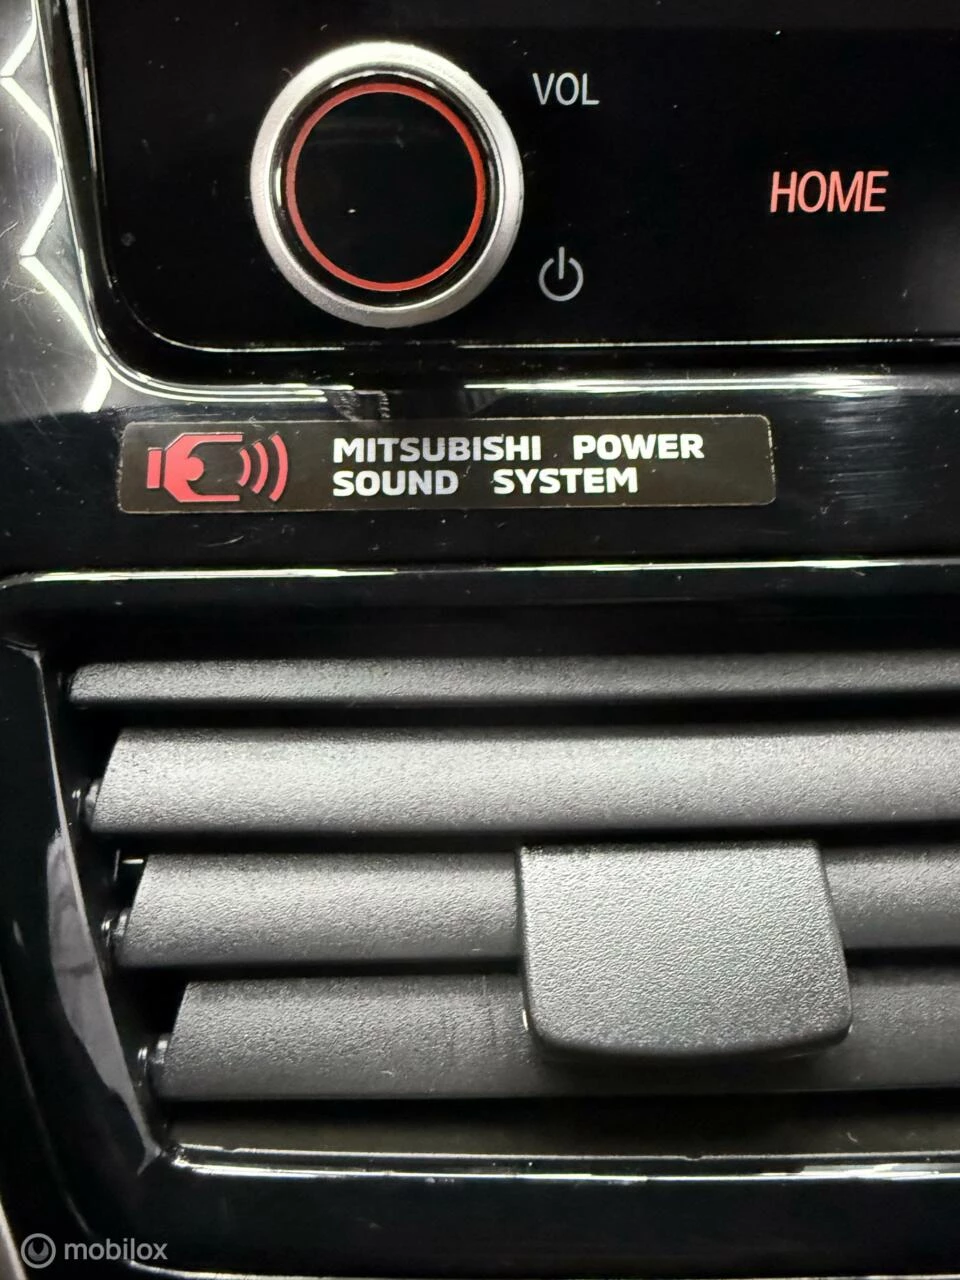 VOL
HOME
MITSUBISHI POWER
SOUND SYSTEM
mobilox